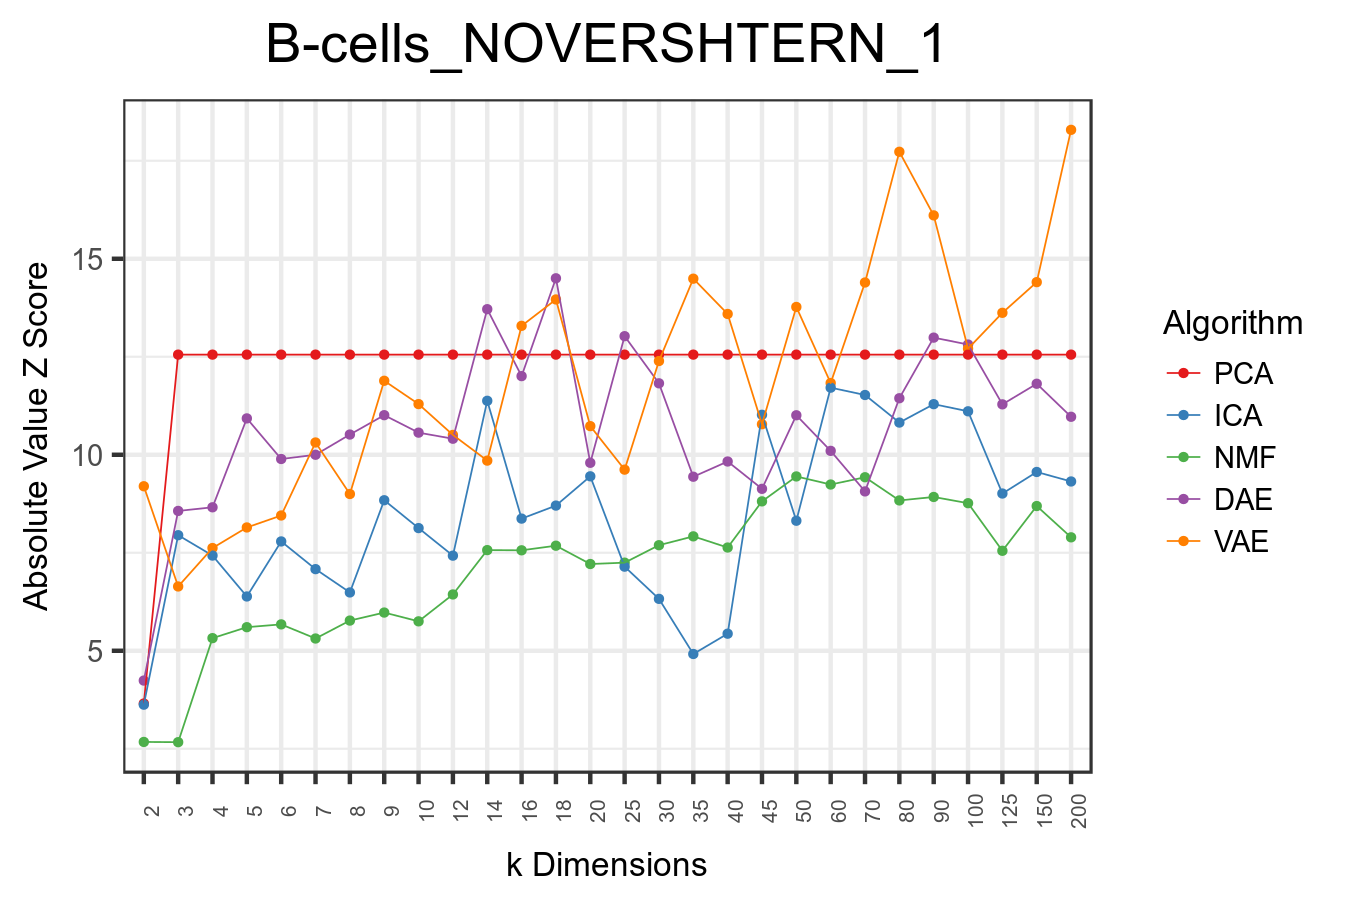 B-cells_NOVERSHTERN_1
Absolute Value Z Score
15
10
5
2 3 4 5 6 7 8 9 10 12 14 16 18 20 25 30 35 40 45 50 60 70 80 90 100 125 150 200
k Dimensions
Algorithm
PCA
ICA
NMF
DAE
VAE